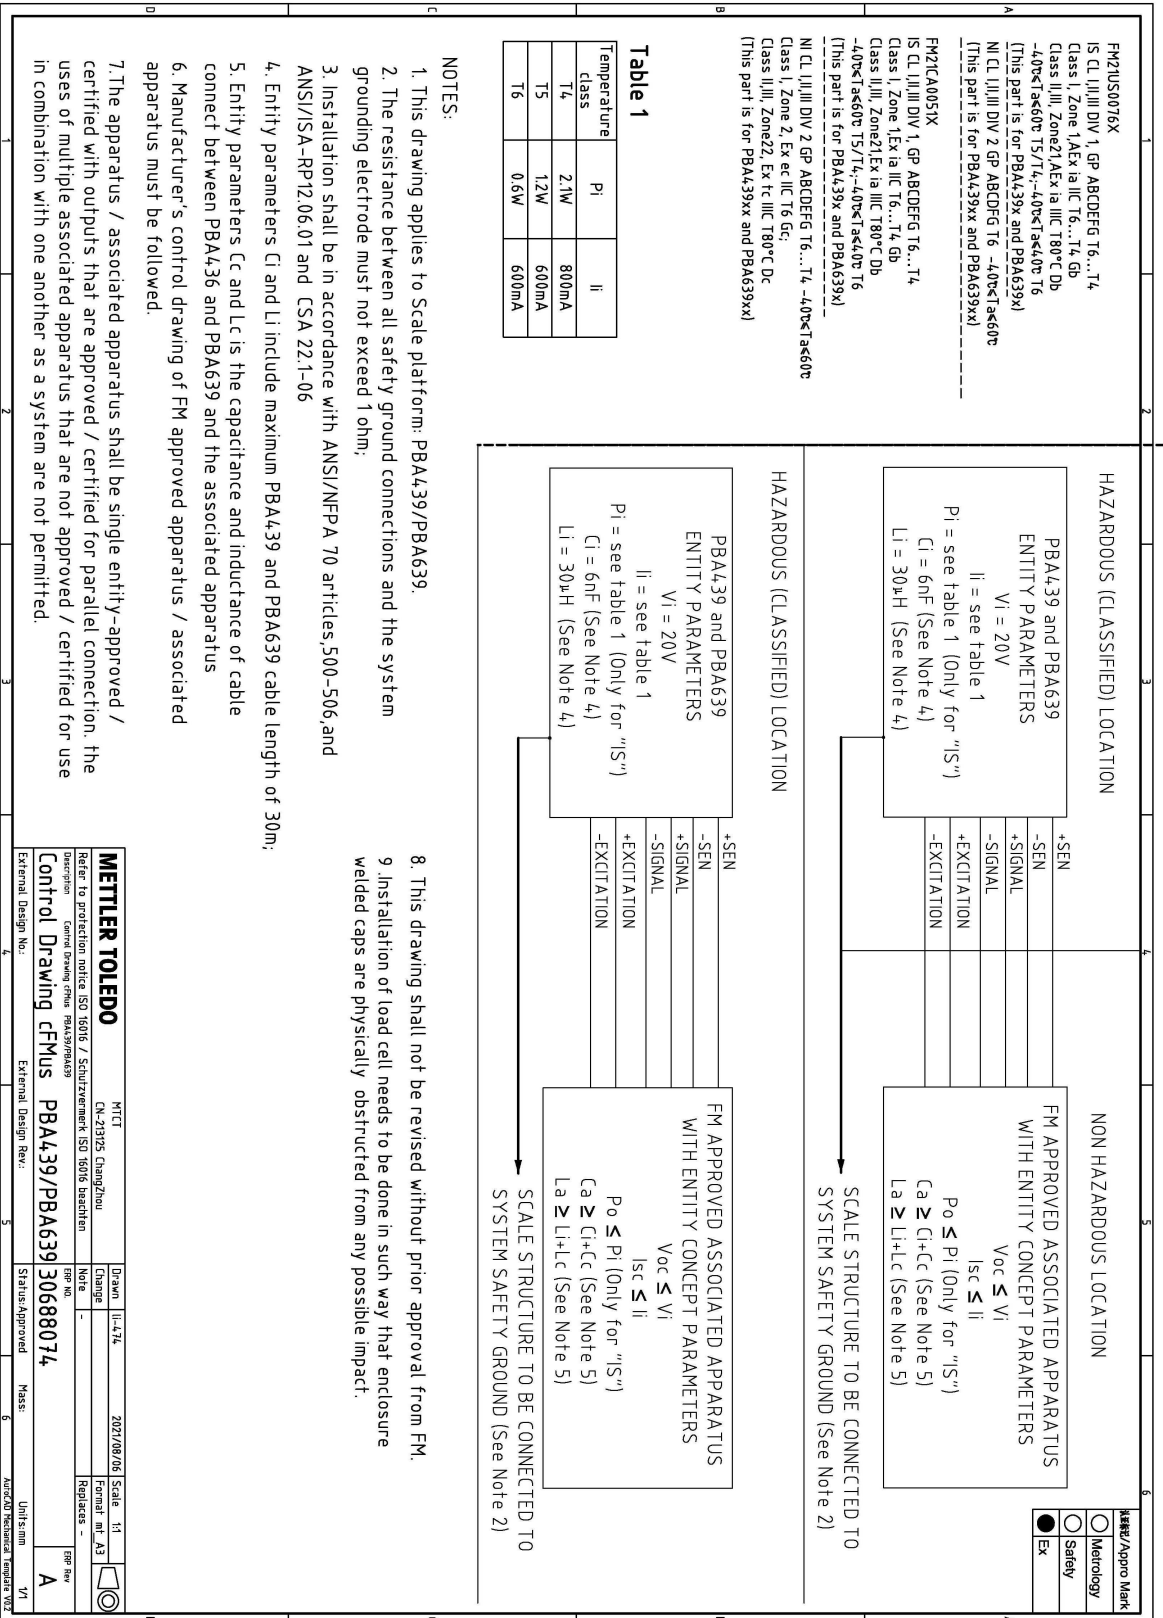 FM21US0076X
IS CL I,II,III DIV 1, GP ABCDEFG T6...T4
Class I, Zone 1,AEx ia IIC T6...T4 Gb
Class II,III, Zone21,AEx ia IIIC T80°C Db
-40℃≤Ta≤60℃ T5/T4;-40℃≤Ta≤40℃ T6
(This part is for PBA439x and PBA639x)
NI CL I,II,III DIV 2 GP ABCDFG T6 -40℃≤Ta≤60℃
(This part is for PBA439xx and PBA639xx)
FM21CA0051X
IS CL I,II,III DIV 1, GP ABCDEFG T6...T4
Class I, Zone 1,Ex ia IIC T6...T4 Gb
Class II,III, Zone21,Ex ia IIIC T80°C Db
-40℃≤Ta≤60℃ T5/T4;-40℃≤Ta≤40℃ T6
(This part is for PBA439x and PBA639x)
NI CL I,II,III DIV 2 GP ABCDEFG T6...T4 -40℃≤Ta≤60℃
Class I, Zone 2, Ex ec IIC T6 Gc;
Class II,III, Zone22, Ex tc IIIC T80°C Dc
(This part is for PBA439xx and PBA639xx)
Table 1
Temperature class Pi Ii
T4 2.1W 800mA
T5 1.2W 600mA
T6 0.6W 600mA
HAZARDOUS (CLASSIFIED) LOCATION
NON HAZARDOUS LOCATION
PBA439 and PBA639
ENTITY PARAMETERS
Vi = 20V
Ii = see table 1
Pi = see table 1 (Only for "IS")
Ci = 6nF (See Note 4)
Li = 30μH (See Note 4)
+SEN
-SEN
+SIGNAL
-SIGNAL
+EXCITATION
-EXCITATION
FM APPROVED ASSOCIATED APPARATUS
WITH ENTITY CONCEPT PARAMETERS
Voc ≤ Vi
Isc ≤ Ii
Po ≤ Pi (Only for "IS")
Ca ≥ Ci+Cc (See Note 5)
La ≥ Li+Lc (See Note 5)
SCALE STRUCTURE TO BE CONNECTED TO
SYSTEM SAFETY GROUND (See Note 2)
HAZARDOUS (CLASSIFIED) LOCATION
PBA439 and PBA639
ENTITY PARAMETERS
Vi = 20V
Ii = see table 1
Pi = see table 1 (Only for "IS")
Ci = 6nF (See Note 4)
Li = 30μH (See Note 4)
+SEN
-SEN
+SIGNAL
-SIGNAL
+EXCITATION
-EXCITATION
FM APPROVED ASSOCIATED APPARATUS
WITH ENTITY CONCEPT PARAMETERS
Voc ≤ Vi
Isc ≤ Ii
Po ≤ Pi (Only for "IS")
Ca ≥ Ci+Cc (See Note 5)
La ≥ Li+Lc (See Note 5)
SCALE STRUCTURE TO BE CONNECTED TO
SYSTEM SAFETY GROUND (See Note 2)
/Appro Mark
Metrology
Safety
Ex
NOTES:
1. This drawing applies to Scale platform: PBA439/PBA639.
2. The resistance between all safety ground connections and the system
grounding electrode must not exceed 1 ohm;
3. Installation shall be in accordance with ANSI/NFPA 70 articles,500-506,and
ANSI/ISA-RP12.06.01 and CSA 22.1-06
4. Entity parameters Ci and Li include maximum PBA439 and PBA639 cable length of 30m;
5. Entity parameters Cc and Lc is the capacitance and inductance of cable
connect between PBA436 and PBA639 and the associated apparatus
6. Manufacturer's control drawing of FM approved apparatus / associated
apparatus must be followed.
7.The apparatus / associated apparatus shall be single entity-approved /
certified with outputs that are approved / certified for parallel connection. the
uses of multiple associated apparatus that are not approved / certified for use
in combination with one another as a system are not permitted.
8. This drawing shall not be revised without prior approval from FM.
9 .Installation of load cell needs to be done in such way that enclosure
welded caps are physically obstructed from any possible impact.
METTLER TOLEDO
MTCT
CN-213125 ChangZhou
Refer to protection notice ISO 16016 / Schutzvermerk ISO 16016 beachten
Description Control Drawing cFMus PBA439/PBA639
Control Drawing cFMus PBA439/PBA639
External Design No.: External Design Rev.:
Drawn li-474 2021/08/06 Scale 1:1
Change Format mt_A3
Note - Replaces -
ERP NO. 30688074
ERP Rev A
Status:Approved Mass: Units:mm 1/1
AutoCAD Mechanical Template V0.2
1 2 3 4 5 6
1 2 3 4 5 6
A B C D